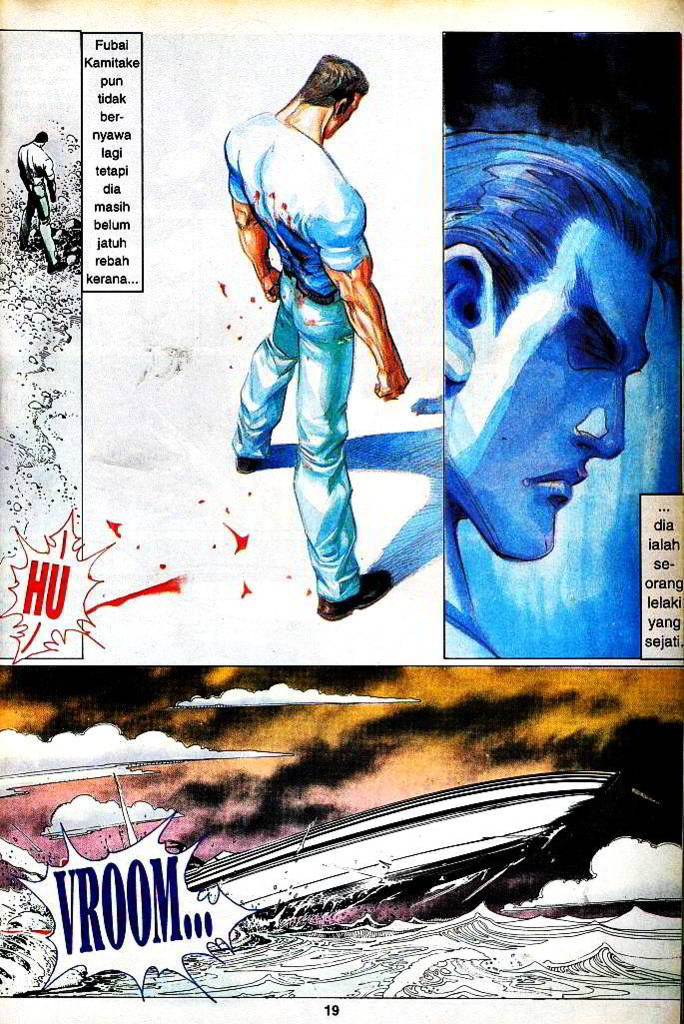 Fubai
Kamitake
pun
tidak
ber-
nyawa
lagi
tetapi
dia
masih
belum
jatuh
rebah
kerana...
...
dia
ialah
se-
orang
lelaki
yang
sejati.
HU
VROOM...
19